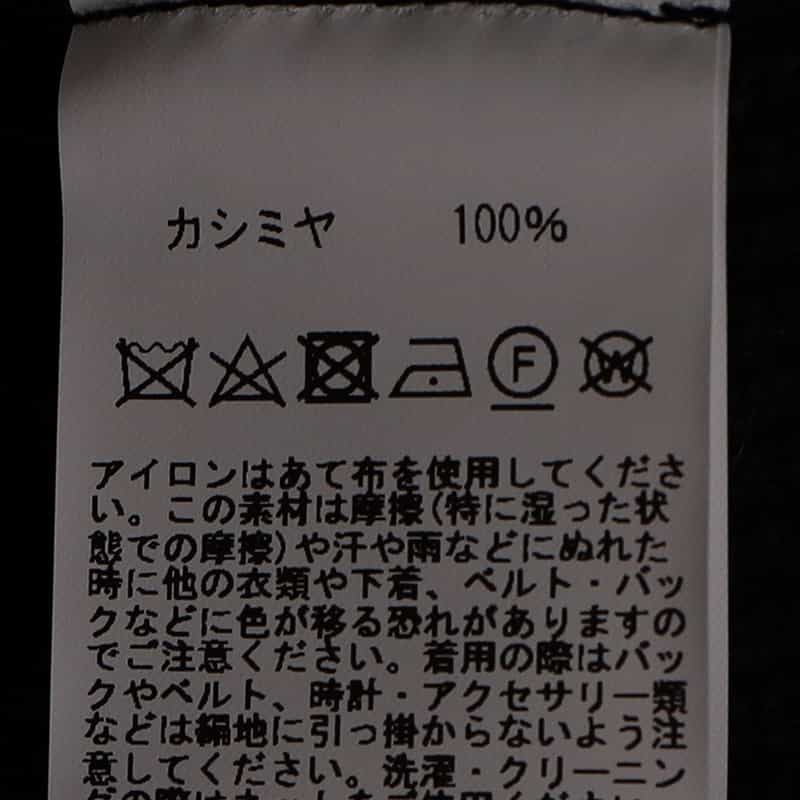 カシミヤ 100%
F W
アイロンはあて布を使用してくださ
い。この素材は摩擦(特に湿った状
態での摩擦)や汗や雨などにぬれた
時に他の衣類や下着、ベルト・バッ
クなどに色が移る恐れがありますの
でご注意ください。着用の際はバッ
クやベルト、時計・アクセサリー類
などは編地に引っ掛からないよう注
意してください。洗濯・クリーニン